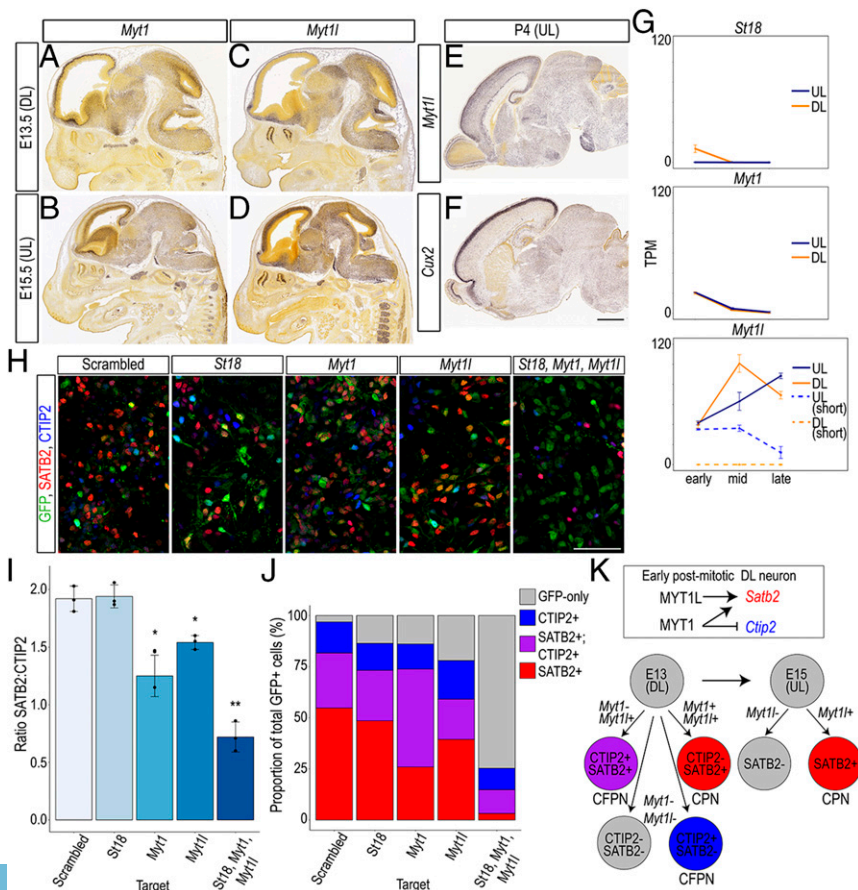 Myt1
Myt1l
P4 (UL)
G
St18
A
C
E
E13.5 (DL)
Myt1l
120
UL
DL
0
Myt1
B
D
F
E15.5 (UL)
Cux2
TPM
UL
DL
Myt1l
H
Scrambled
St18
Myt1
Myt1l
St18, Myt1, Myt1l
GFP, SATB2, CTIP2
120
UL
DL
UL
(short)
DL
(short)
0
early
mid
late
I
Ratio SATB2:CTIP2
2.0
1.5
1.0
0.5
0.0
*
*
**
Scrambled
St18
Myt1
Myt1l
St18, Myt1,
Myt1l
Target
J
GFP-only
CTIP2+
SATB2+;
CTIP2+
SATB2+
Proportion of total GFP+ cells (%)
100
75
50
25
0
Scrambled
St18
Myt1
Myt1l
St18, Myt1,
Myt1l
Target
K
Early post-mitotic DL neuron
MYT1L
Satb2
MYT1
Ctip2
E13
(DL)
E15
(UL)
Myt1-
Myt1l+
Myt1+
Myt1l+
Myt1l-
Myt1l+
CTIP2+
SATB2+
CTIP2-
SATB2+
SATB2-
SATB2+
CFPN
CPN
CPN
Myt1-
Myt1l-
CTIP2-
SATB2-
CTIP2+
SATB2-
CFPN